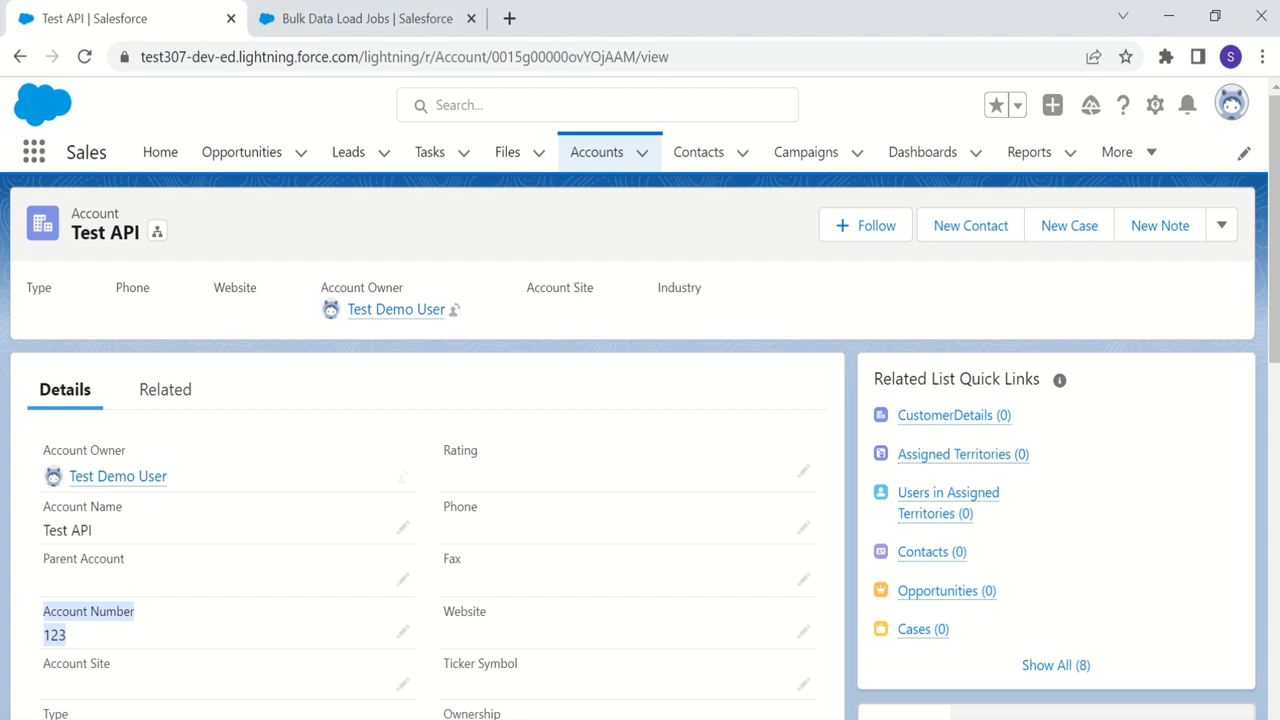 Test API | Salesforce
Bulk Data Load Jobs | Salesforce
test307-dev-ed.lightning.force.com/lightning/r/Account/0015g00000ovYOjAAM/view
S
Search...
Sales
Home
Opportunities
Leads
Tasks
Files
Accounts
Contacts
Campaigns
Dashboards
Reports
More
Account
Test API
Follow
New Contact
New Case
New Note
Type
Phone
Website
Account Owner
Test Demo User
Account Site
Industry
Details
Related
Account Owner
Test Demo User
Account Name
Test API
Parent Account
Account Number
123
Account Site
Type
Rating
Phone
Fax
Website
Ticker Symbol
Ownership
Related List Quick Links
CustomerDetails (0)
Assigned Territories (0)
Users in Assigned
Territories (0)
Contacts (0)
Opportunities (0)
Cases (0)
Show All (8)